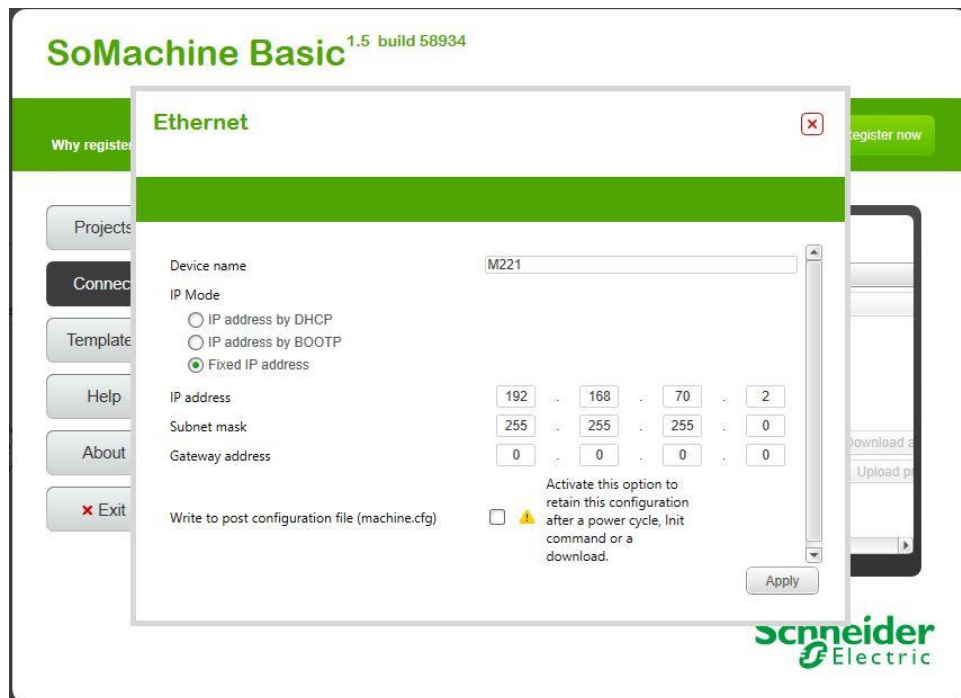 SoMachine Basic 1.5 build 58934
Ethernet
Why register
Register now
Projects
Device name M221
IP Mode
Connec
IP address by DHCP
Template
IP address by BOOTP
Fixed IP address
Help
IP address 192 . 168 . 70 . 2
Subnet mask 255 . 255 . 255 . 0
About
Gateway address 0 . 0 . 0 . 0
Download a
Upload pr
Exit
Write to post configuration file (machine.cfg)
Activate this option to
retain this configuration
after a power cycle, Init
command or a
download.
Apply
Schneider
Electric